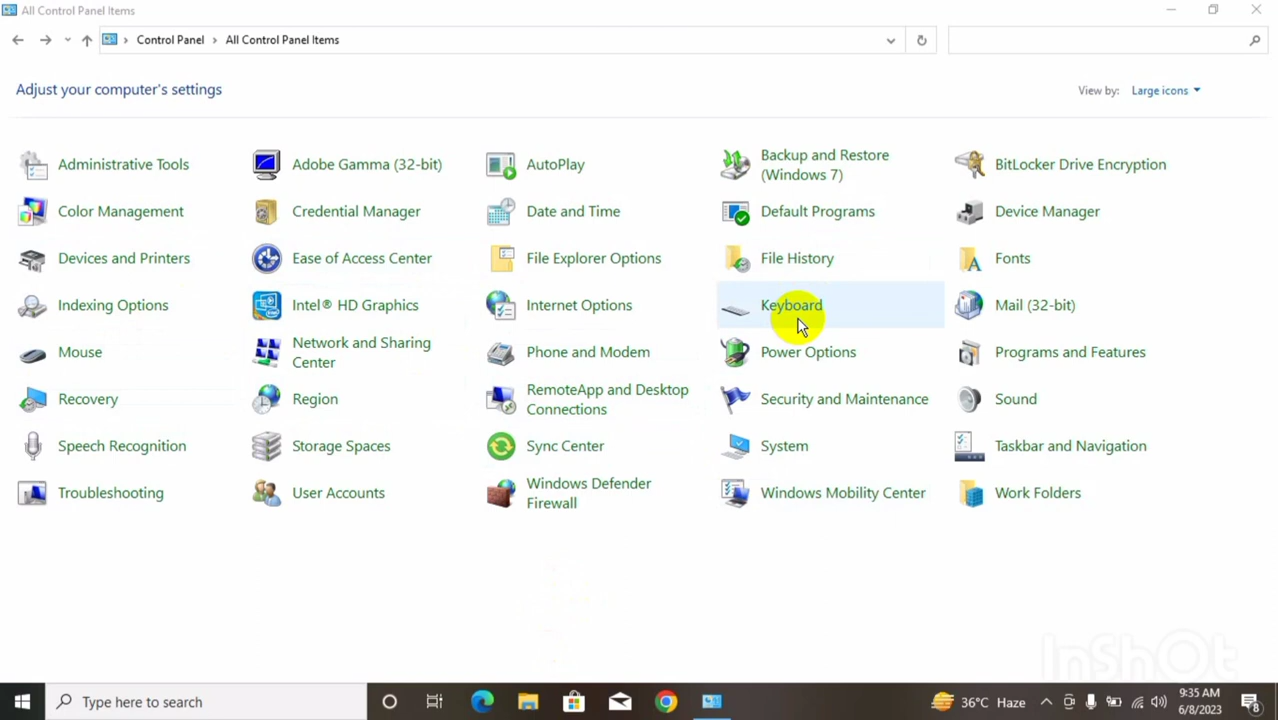 All Control Panel Items
Control Panel > All Control Panel Items
Adjust your computer's settings
View by: Large icons
Administrative Tools
Adobe Gamma (32-bit)
AutoPlay
Backup and Restore
(Windows 7)
BitLocker Drive Encryption
Color Management
Credential Manager
Date and Time
Default Programs
Device Manager
Devices and Printers
Ease of Access Center
File Explorer Options
File History
Fonts
Indexing Options
Intel® HD Graphics
Internet Options
Keyboard
Mail (32-bit)
Mouse
Network and Sharing
Center
Phone and Modem
Power Options
Programs and Features
Recovery
Region
RemoteApp and Desktop
Connections
Security and Maintenance
Sound
Speech Recognition
Storage Spaces
Sync Center
System
Taskbar and Navigation
Troubleshooting
User Accounts
Windows Defender
Firewall
Windows Mobility Center
Work Folders
InShOt
Type here to search
36°C Haze
9:35 AM
6/8/2023
8